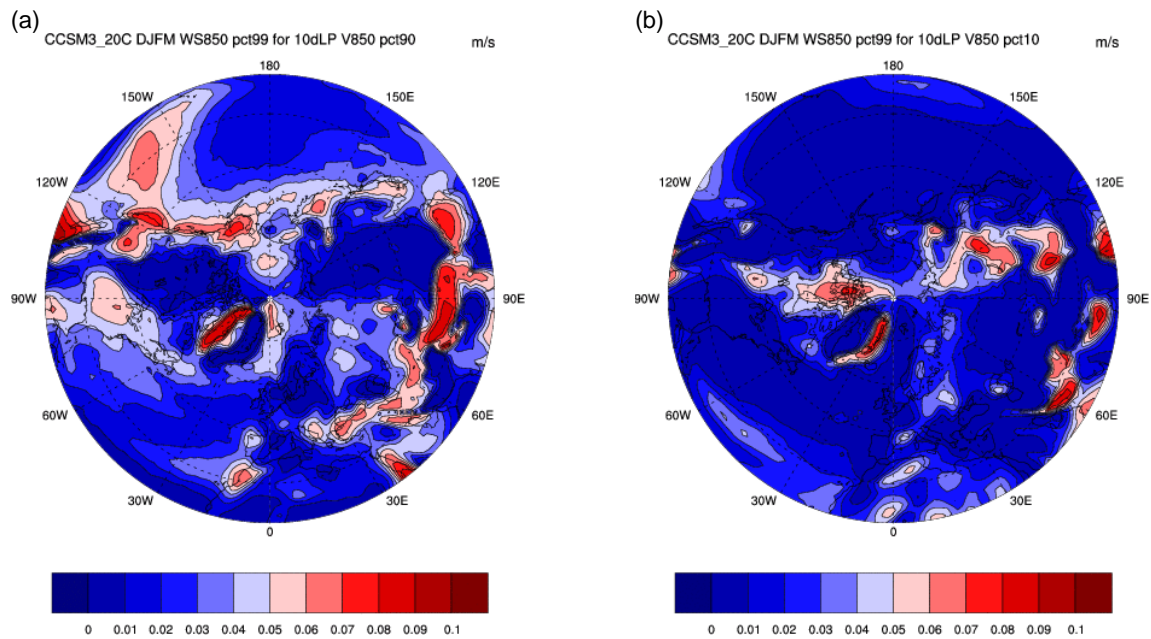 (a)
CCSM3_20C DJFM WS850 pct99 for 10dLP V850 pct90 m/s
180
150W 150E
120W 120E
90W 90E
60W 60E
30W 30E
0
0 0.01 0.02 0.03 0.04 0.05 0.06 0.07 0.08 0.09 0.1
(b)
CCSM3_20C DJFM WS850 pct99 for 10dLP V850 pct10 m/s
180
150W 150E
120W 120E
90W 90E
60W 60E
30W 30E
0
0 0.01 0.02 0.03 0.04 0.05 0.06 0.07 0.08 0.09 0.1